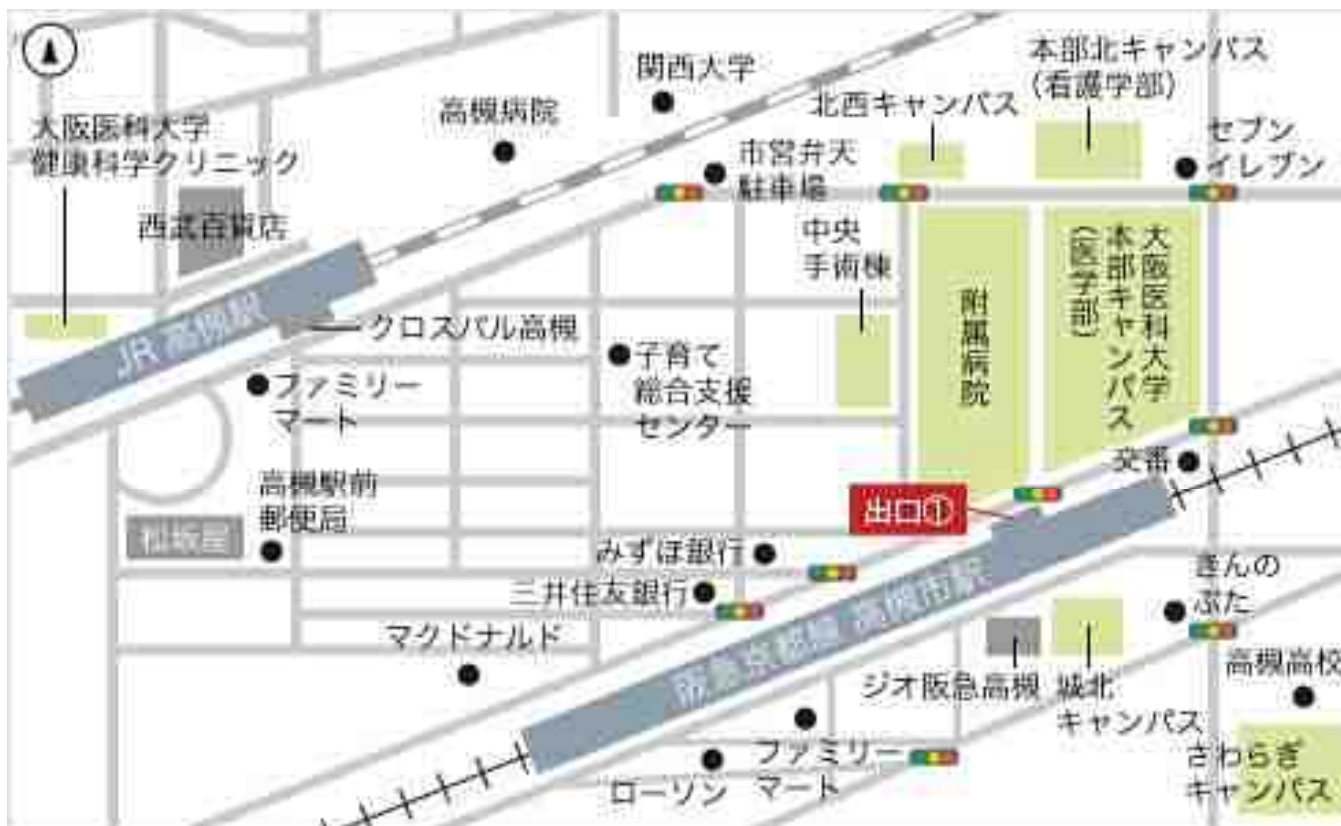 関西大学
本部北キャンパス
(看護学部)
北西キャンパス
高槻病院
大阪医科大学
健康科学クリニック
市営弁天
駐車場
セブン
イレブン
西武百貨店
中央
手術棟
大阪医科大学
本部キャンパス
(医学部)
附属病院
JR 高槻駅
クロスパル高槻
子育て
総合支援
センター
ファミリー
マート
交番
高槻駅前
郵便局
出口①
松坂屋
みずほ銀行
三井住友銀行
阪急京都線 高槻市駅
きんの
ぶた
マクドナルド
高槻高校
ジオ阪急高槻
城北
キャンパス
ファミリー
マート
ローソン
さわらぎ
キャンパス